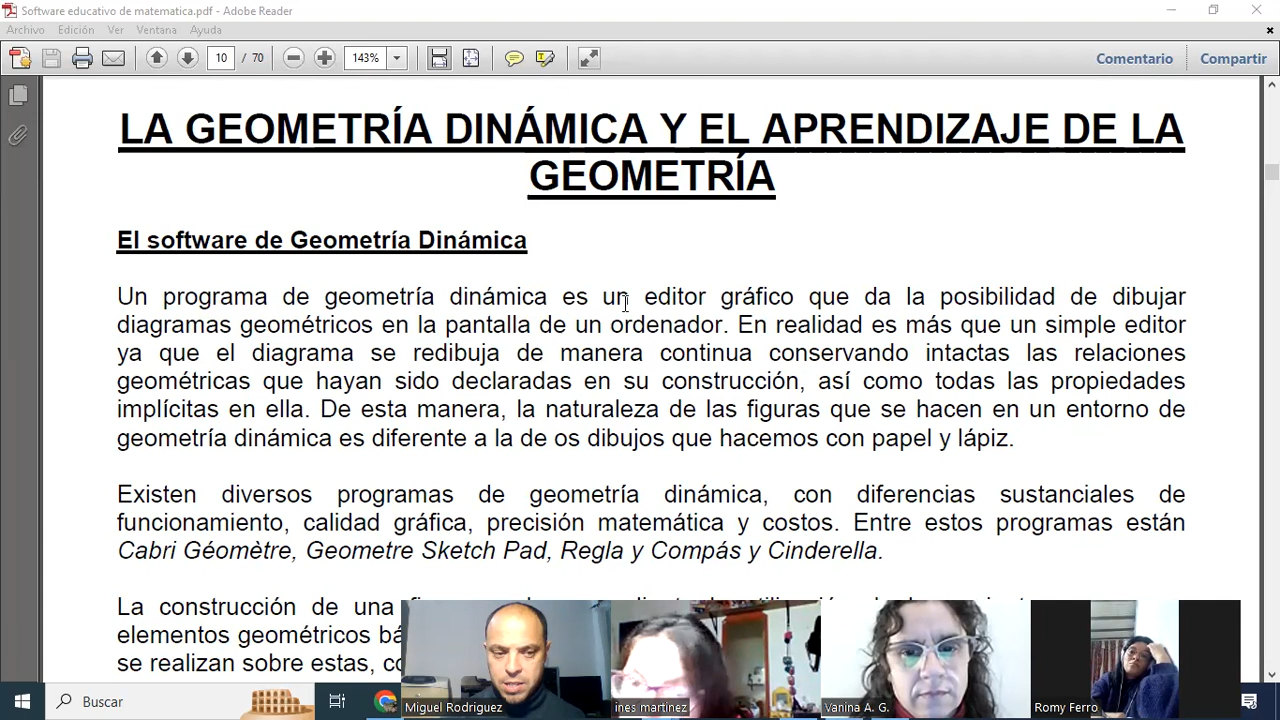 Software educativo de matematica.pdf - Adobe Reader
Archivo Edición Ver Ventana Ayuda
10 / 70 143% Comentario Compartir
LA GEOMETRÍA DINÁMICA Y EL APRENDIZAJE DE LA
GEOMETRÍA
El software de Geometría Dinámica
Un programa de geometría dinámica es un editor gráfico que da la posibilidad de dibujar
diagramas geométricos en la pantalla de un ordenador. En realidad es más que un simple editor
ya que el diagrama se redibuja de manera continua conservando intactas las relaciones
geométricas que hayan sido declaradas en su construcción, así como todas las propiedades
implícitas en ella. De esta manera, la naturaleza de las figuras que se hacen en un entorno de
geometría dinámica es diferente a la de os dibujos que hacemos con papel y lápiz.
Existen diversos programas de geometría dinámica, con diferencias sustanciales de
funcionamiento, calidad gráfica, precisión matemática y costos. Entre estos programas están
Cabri Géomètre, Geometre Sketch Pad, Regla y Compás y Cinderella.
La construcción de una
elementos geométricos
se realizan sobre estas,
Buscar
Miguel Rodriguez
ines martinez
Vanina A. G.
Romy Ferro